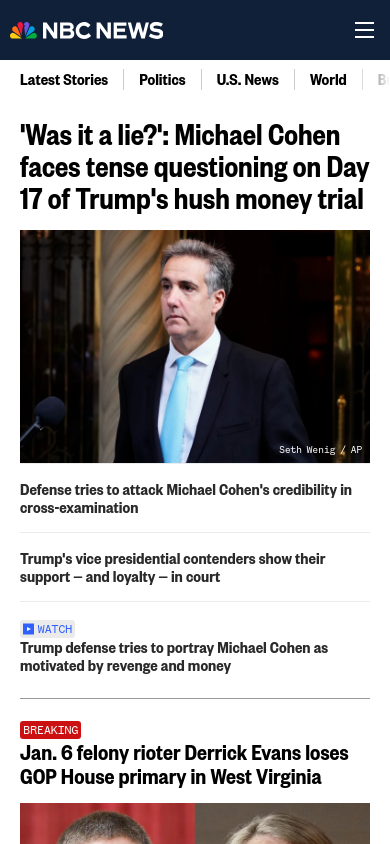 NBC NEWS
Latest Stories
Politics
U.S. News
World
'Was it a lie?': Michael Cohen
faces tense questioning on Day
17 of Trump's hush money trial
Seth Wenig / AP
Defense tries to attack Michael Cohen's credibility in
cross-examination
Trump's vice presidential contenders show their
support — and loyalty — in court
WATCH
Trump defense tries to portray Michael Cohen as
motivated by revenge and money
BREAKING
Jan. 6 felony rioter Derrick Evans loses
GOP House primary in West Virginia